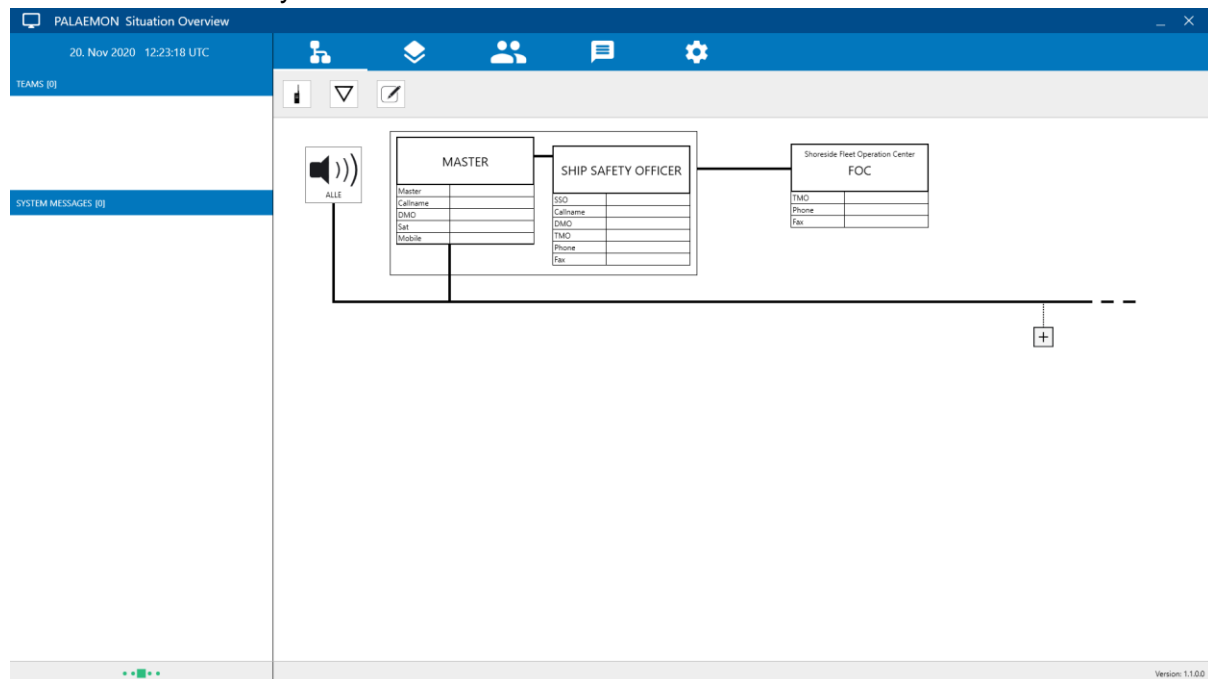 PALAEMON Situation Overview
20. Nov 2020 12:23:18 UTC
TEAMS [0]
SYSTEM MESSAGES [0]
ALLE
MASTER
Master
Callname
DMO
Sat
Mobile
SHIP SAFETY OFFICER
SSO
Callname
DMO
TMO
Phone
Fax
Shoreside Fleet Operation Center
FOC
TMO
Phone
Fax
+
Version: 1.1.0.0